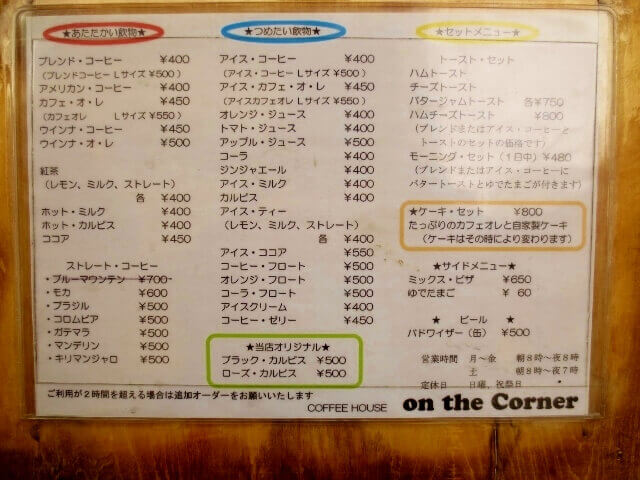 ★あたたかい飲物★
ブレンド・コーヒー ¥400
(ブレンドコーヒー Lサイズ ¥500)
アメリカン・コーヒー ¥400
カフェ・オ・レ ¥450
(カフェオレ Lサイズ ¥550)
ウインナ・コーヒー ¥450
ウインナ・オ・レ ¥500
紅茶
(レモン、ミルク、ストレート)
各 ¥400
ホット・ミルク ¥400
ホット・カルピス ¥400
ココア ¥450
ストレート・コーヒー
・ブルーマウンテン ¥700
・モカ ¥600
・ブラジル ¥500
・コロムビア ¥500
・ガテマラ ¥500
・マンデリン ¥500
・キリマンジャロ ¥500
★つめたい飲物★
アイス・コーヒー ¥400
(アイス・コーヒー Lサイズ ¥500)
アイス・カフェ・オ・レ ¥450
(アイスカフェオレ Lサイズ ¥550)
オレンジ・ジュース ¥400
トマト・ジュース ¥400
アップル・ジュース ¥500
コーラ ¥400
ジンジャエール ¥400
アイス・ミルク ¥400
カルピス ¥400
アイス・ティー
(レモン、ミルク、ストレート)
各 ¥400
アイス・ココア ¥550
コーヒー・フロート ¥500
オレンジ・フロート ¥500
コーラ・フロート ¥500
アイスクリーム ¥400
コーヒー・ゼリー ¥450
★当店オリジナル★
ブラック・カルピス ¥500
ローズ・カルピス ¥500
★セットメニュー★
トースト・セット
ハムトースト
チーズトースト
バタージャムトースト 各¥750
ハムチーズトースト ¥800
(ブレンドまたはアイス・コーヒーと
トーストのセットの価格です)
モーニング・セット(1日中)¥480
(ブレンドまたはアイス・コーヒーに
バタートーストとゆでたまごが付きます)
★ケーキ・セット ¥800
たっぷりのカフェオレと自家製ケーキ
(ケーキはその時により変わります)
★サイドメニュー★
ミックス・ピザ ¥650
ゆでたまご ¥ 60
★ ビール ★
バドワイザー(缶) ¥500
営業時間 月〜金 朝8時〜夜8時
土 朝8時〜夜7時
定休日 日曜、祝祭日
ご利用が2時間を超える場合は追加オーダーをお願いいたします
COFFEE HOUSE on the Corner